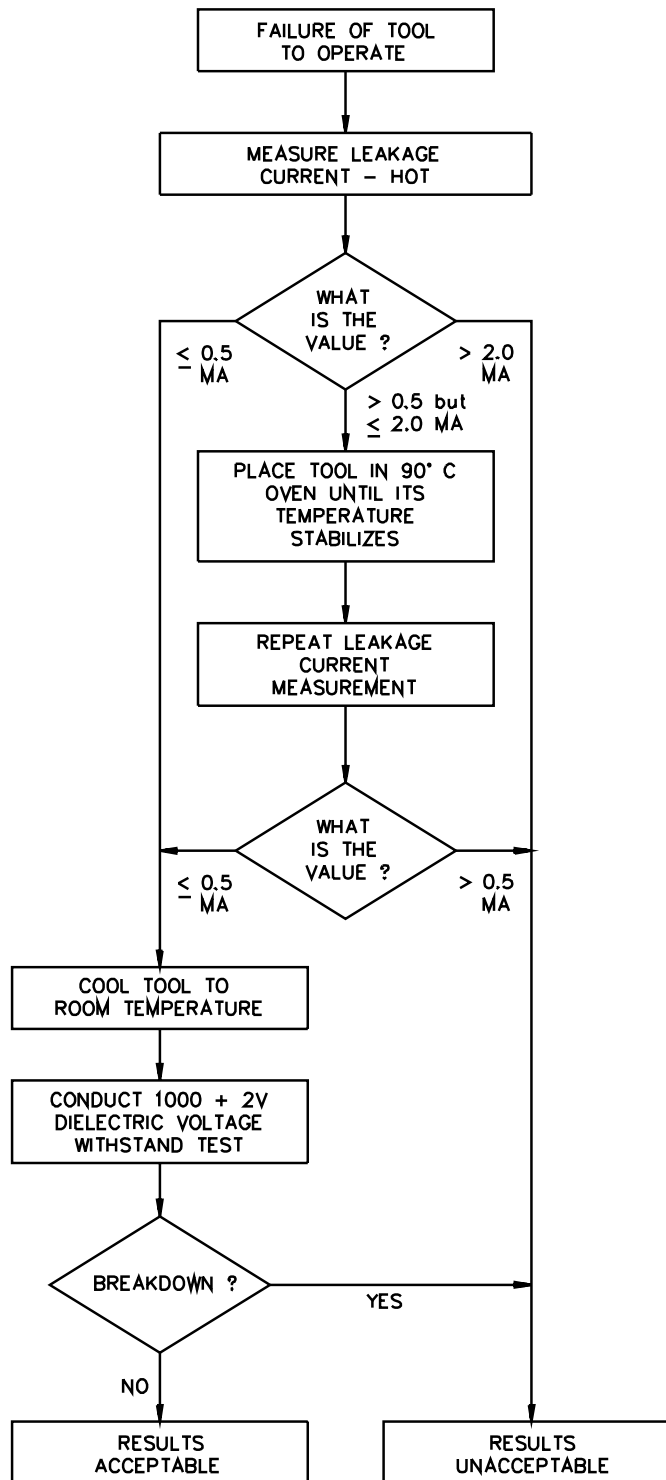 FAILURE OF TOOL
TO OPERATE
MEASURE LEAKAGE
CURRENT – HOT
WHAT
IS THE
VALUE ?
≤ 0.5
MA
> 2.0
MA
> 0.5 but
≤ 2.0 MA
PLACE TOOL IN 90° C
OVEN UNTIL ITS
TEMPERATURE
STABILIZES
REPEAT LEAKAGE
CURRENT
MEASUREMENT
WHAT
IS THE
VALUE ?
≤ 0.5
MA
> 0.5
MA
COOL TOOL TO
ROOM TEMPERATURE
CONDUCT 1000 + 2V
DIELECTRIC VOLTAGE
WITHSTAND TEST
BREAKDOWN ?
YES
NO
RESULTS
ACCEPTABLE
RESULTS
UNACCEPTABLE